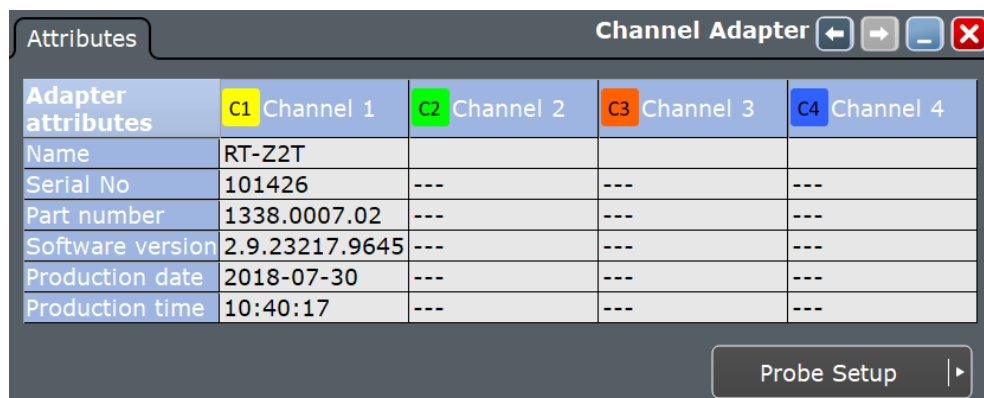 Attributes
Channel Adapter
Adapter attributes C1 Channel 1 C2 Channel 2 C3 Channel 3 C4 Channel 4
Name RT-Z2T
Serial No 101426 --- --- ---
Part number 1338.0007.02 --- --- ---
Software version 2.9.23217.9645 --- --- ---
Production date 2018-07-30 --- --- ---
Production time 10:40:17 --- --- ---
Probe Setup